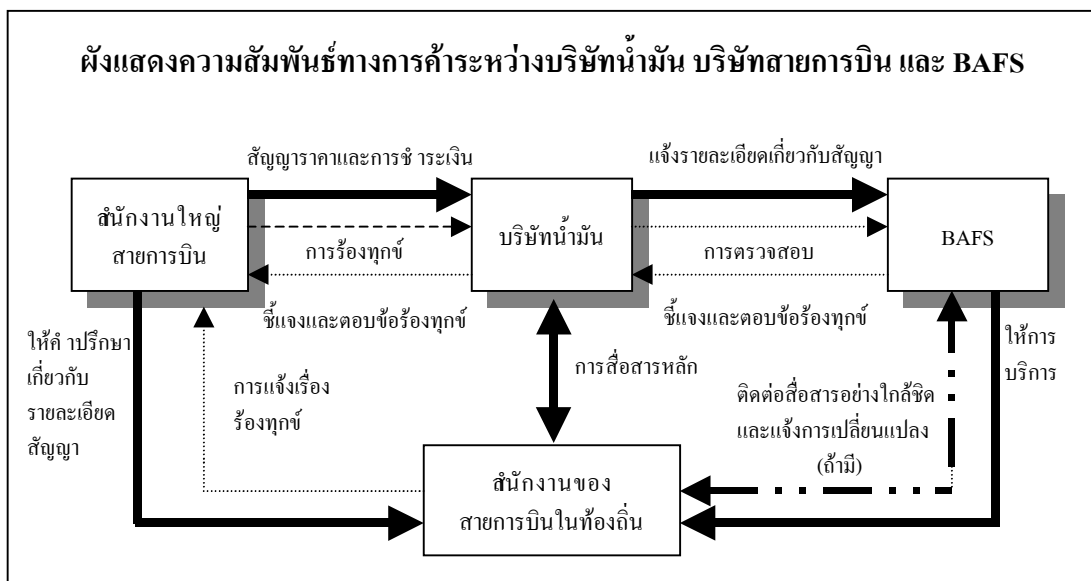 ผังแสดงความสัมพันธ์ทางการค้าระหว่างบริษัทน้ำมัน บริษัทสายการบิน และ BAFS
สัญญาราคาและการชำระเงิน
แจ้งรายละเอียดเกี่ยวกับสัญญา
สำนักงานใหญ่
สายการบิน
การร้องทุกข์
บริษัทน้ำมัน
การตรวจสอบ
BAFS
ชี้แจงและตอบข้อร้องทุกข์
ชี้แจงและตอบข้อร้องทุกข์
ให้คำปรึกษา
เกี่ยวกับ
รายละเอียด
สัญญา
การแจ้งเรื่อง
ร้องทุกข์
การสื่อสารหลัก
ให้การ
บริการ
ติดต่อสื่อสารอย่างใกล้ชิด
และแจ้งการเปลี่ยนแปลง
(ถ้ามี)
สำนักงานของ
สายการบินในท้องถิ่น